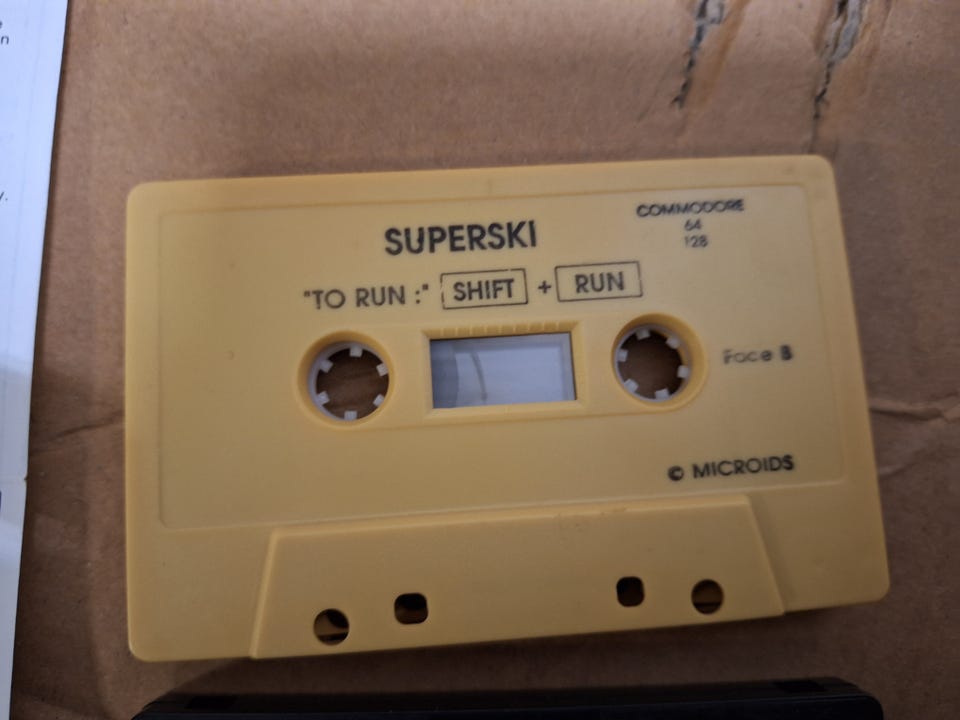 SUPERSKI
COMMODORE
64
128
"TO RUN :" SHIFT + RUN
Face B
© MICROIDS